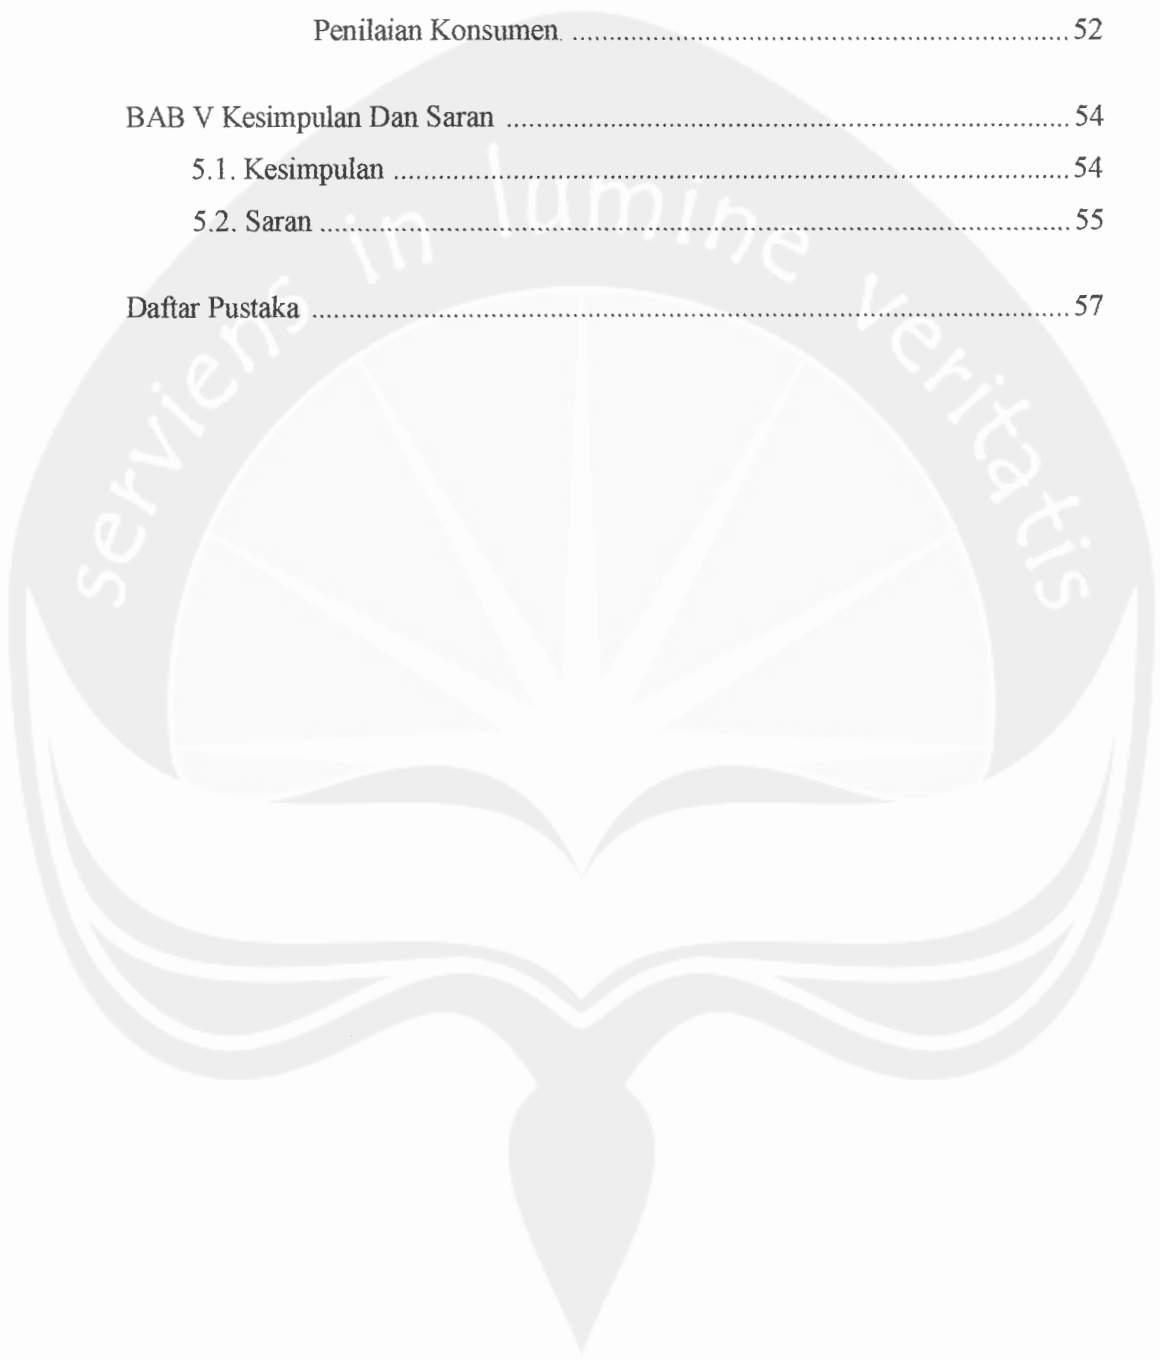 Penilaian Konsumen. .................................................................. 52
BAB V Kesimpulan Dan Saran ........................................................................... 54
5.1. Kesimpulan .......................................................................................... 54
5.2. Saran .................................................................................................... 55
Daftar Pustaka ..................................................................................................... 57
serviens in lumine veritatis